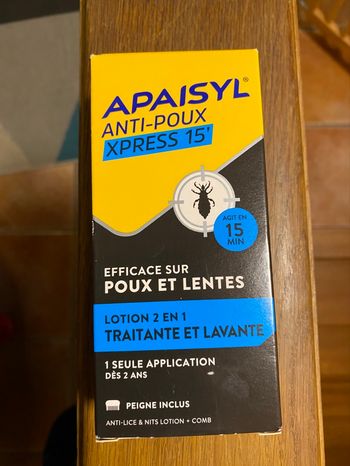 APAISYL®
ANTI-POUX
XPRESS 15'
AGIT EN
15
MIN
EFFICACE SUR
POUX ET LENTES
LOTION 2 EN 1
TRAITANTE ET LAVANTE
1 SEULE APPLICATION
DÈS 2 ANS
PEIGNE INCLUS
ANTI-LICE & NITS LOTION + COMB